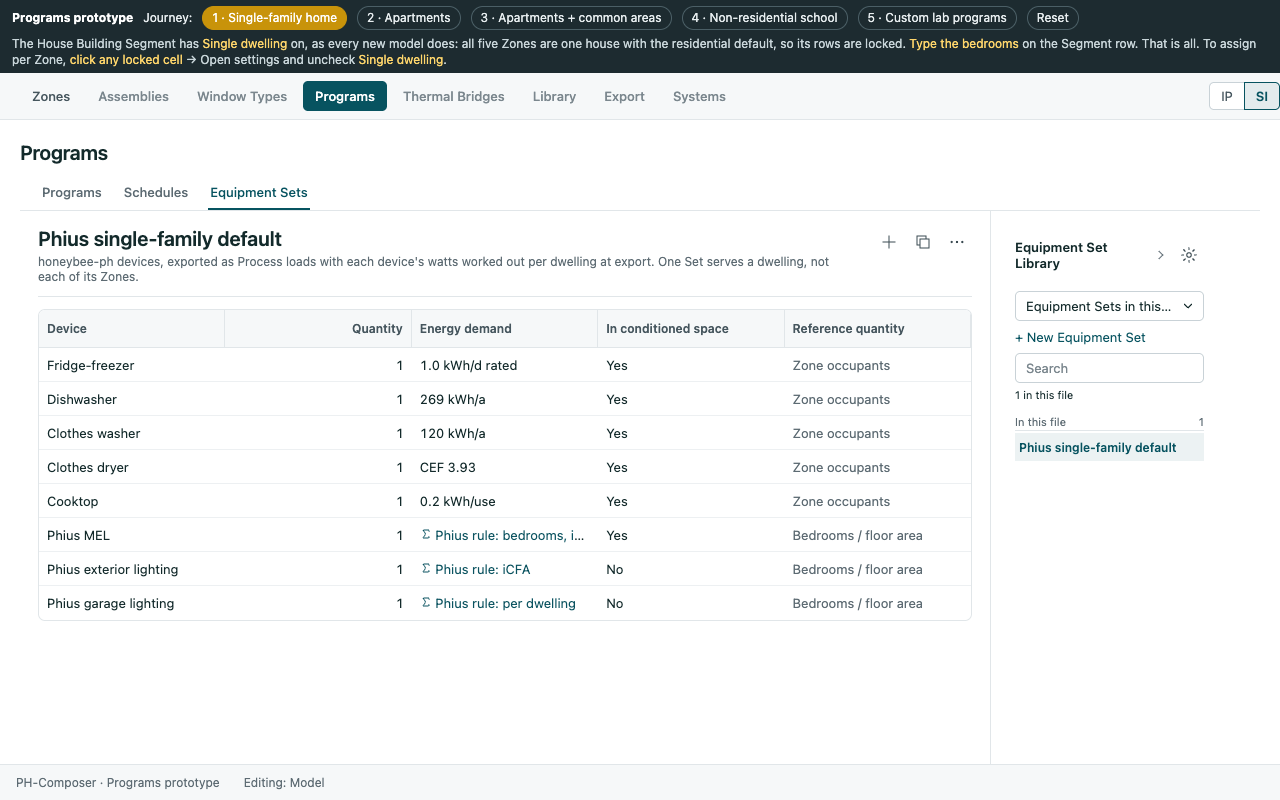 Programs prototype Journey: 1 · Single-family home 2 · Apartments 3 · Apartments + common areas 4 · Non-residential school 5 · Custom lab programs Reset
The House Building Segment has Single dwelling on, as every new model does: all five Zones are one house with the residential default, so its rows are locked. Type the bedrooms on the Segment row. That is all. To assign
per Zone, click any locked cell → Open settings and uncheck Single dwelling.
Zones Assemblies Window Types Programs Thermal Bridges Library Export Systems IP SI
Programs
Programs Schedules Equipment Sets
Phius single-family default
honeybee-ph devices, exported as Process loads with each device's watts worked out per dwelling at export. One Set serves a dwelling, not
each of its Zones.
Device Quantity Energy demand In conditioned space Reference quantity
Fridge-freezer 1 1.0 kWh/d rated Yes Zone occupants
Dishwasher 1 269 kWh/a Yes Zone occupants
Clothes washer 1 120 kWh/a Yes Zone occupants
Clothes dryer 1 CEF 3.93 Yes Zone occupants
Cooktop 1 0.2 kWh/use Yes Zone occupants
Phius MEL 1 Σ Phius rule: bedrooms, i... Yes Bedrooms / floor area
Phius exterior lighting 1 Σ Phius rule: iCFA No Bedrooms / floor area
Phius garage lighting 1 Σ Phius rule: per dwelling No Bedrooms / floor area
Equipment Set
Library
Equipment Sets in this...
+ New Equipment Set
Search
1 in this file
In this file 1
Phius single-family default
PH-Composer · Programs prototype Editing: Model